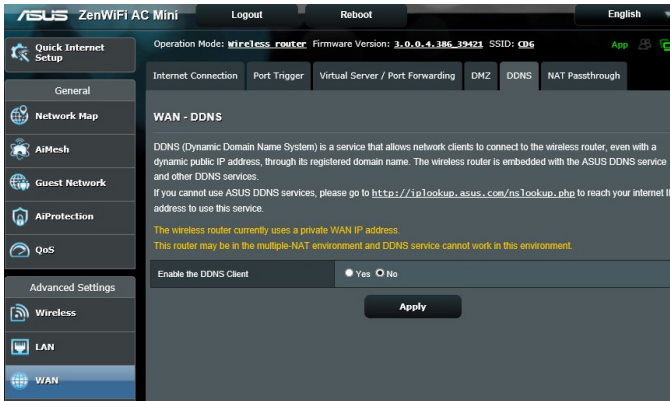 ASUS ZenWiFi AC Mini Logout Reboot English
Quick Internet
Setup
General
Network Map
AiMesh
Guest Network
AiProtection
QoS
Advanced Settings
Wireless
LAN
WAN
Operation Mode: Wireless router Firmware Version: 3.0.0.4.386_39421 SSID: CD6 App
Internet Connection Port Trigger Virtual Server / Port Forwarding DMZ DDNS NAT Passthrough
WAN - DDNS
DDNS (Dynamic Domain Name System) is a service that allows network clients to connect to the wireless router, even with a
dynamic public IP address, through its registered domain name. The wireless router is embedded with the ASUS DDNS service
and other DDNS services.
If you cannot use ASUS DDNS services, please go to http://iplookup.asus.com/nslookup.php to reach your internet I
address to use this service.
The wireless router currently uses a private WAN IP address.
This router may be in the multiple-NAT environment and DDNS service cannot work in this environment.
Enable the DDNS Client Yes No
Apply